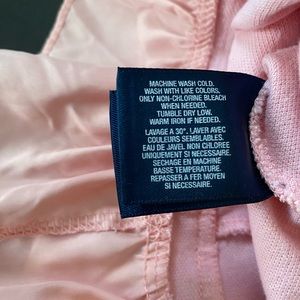 MACHINE WASH COLD.
WASH WITH LIKE COLORS.
ONLY NON-CHLORINE BLEACH
WHEN NEEDED.
TUMBLE DRY LOW.
WARM IRON IF NEEDED.
LAVAGE A 30°. LAVER AVEC
COULEURS SEMBLABLES.
EAU DE JAVEL NON CHLORE
UNIQUEMENT SI NECESSAIRE.
SECHAGE EN MACHINE
BASSE TEMPERATURE.
REPASSER A FER MOYEN
SI NECESSAIRE.